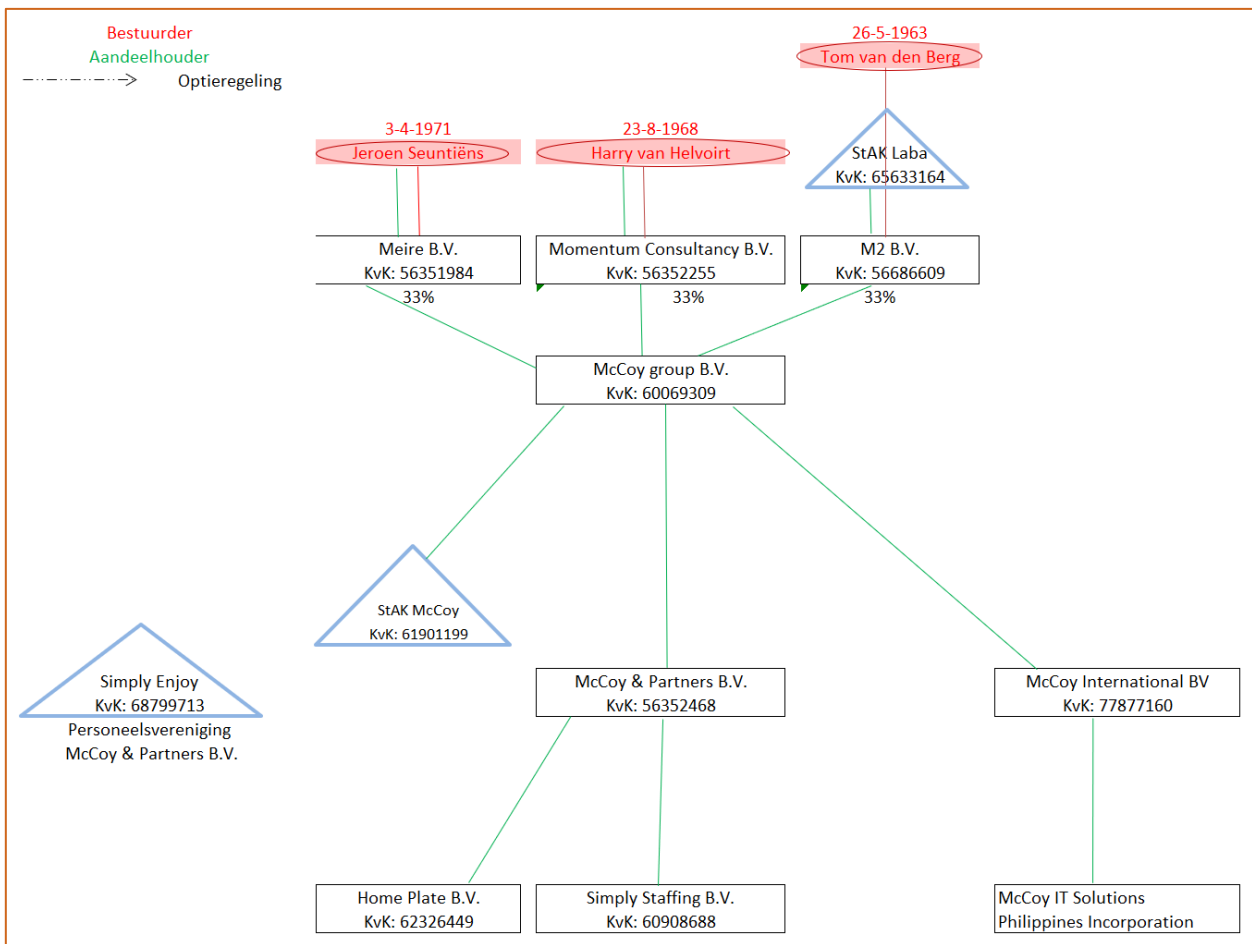 Bestuurder
Aandeelhouder
Optieregeling
26-5-1963
Tom van den Berg
3-4-1971
Jeroen Seuntiëns
23-8-1968
Harry van Helvoirt
StAK Laba
KvK: 65633164
Meire B.V.
KvK: 56351984
33%
Momentum Consultancy B.V.
KvK: 56352255
33%
M2 B.V.
KvK: 56686609
33%
McCoy group B.V.
KvK: 60069309
StAK McCoy
KvK: 61901199
Simply Enjoy
KvK: 68799713
Personeelsvereniging
McCoy & Partners B.V.
McCoy & Partners B.V.
KvK: 56352468
McCoy International BV
KvK: 77877160
Home Plate B.V.
KvK: 62326449
Simply Staffing B.V.
KvK: 60908688
McCoy IT Solutions
Philippines Incorporation